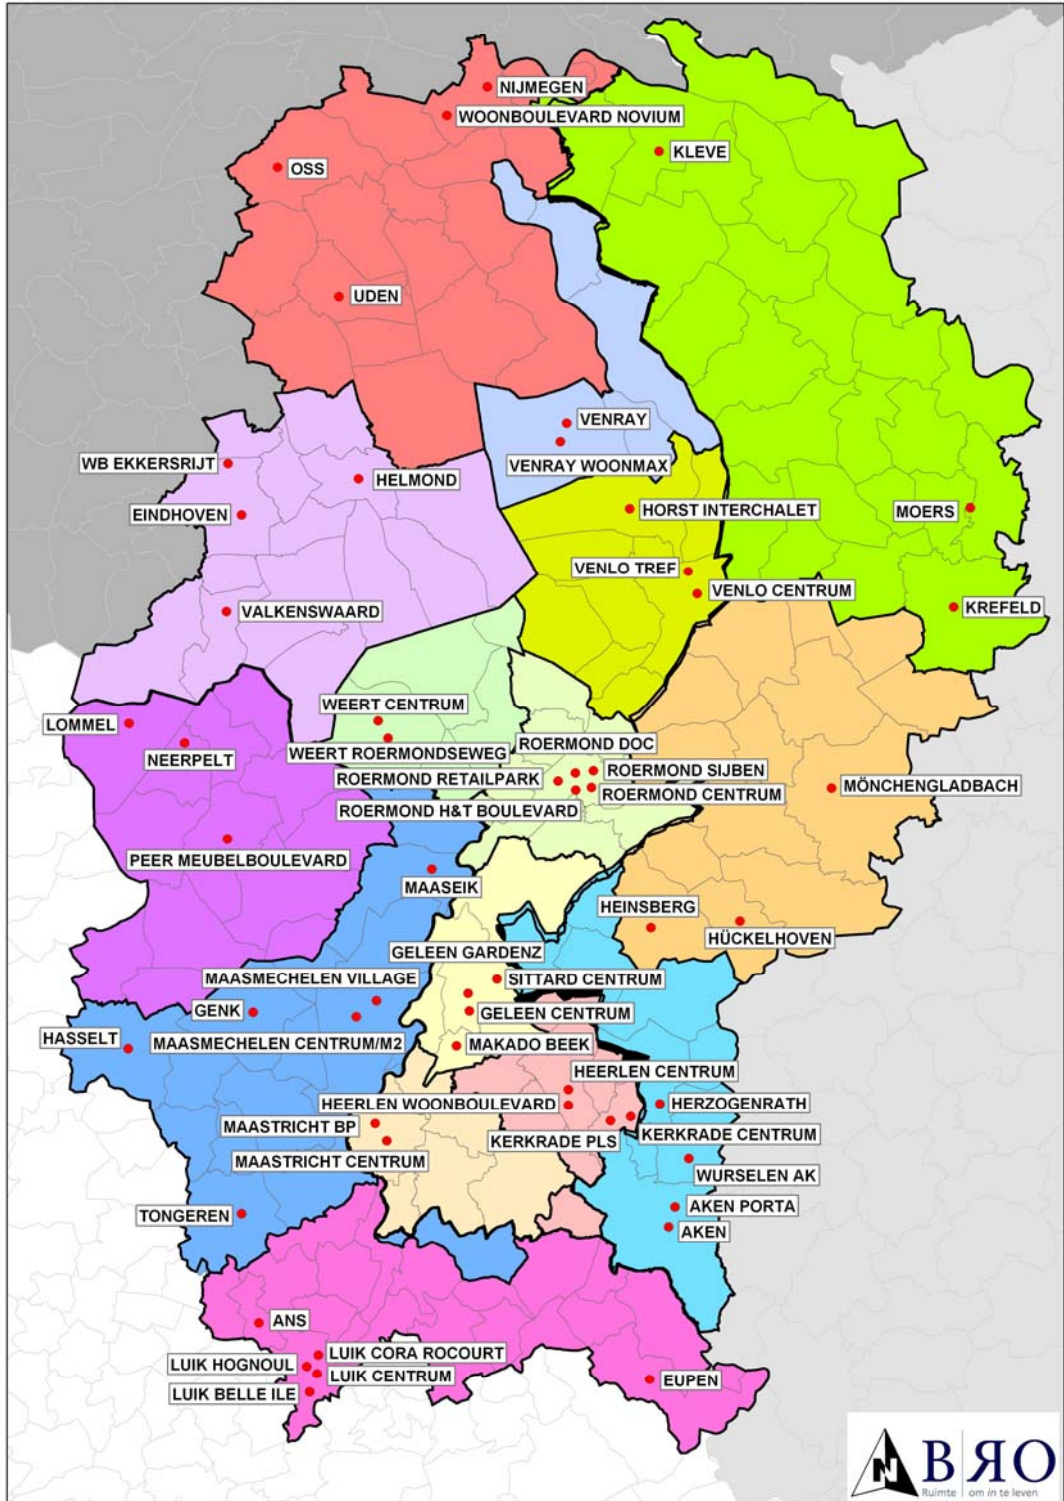 NIJMEGEN
WOONBOULEVARD NOVIUM
KLEVE
OSS
UDEN
VENRAY
WB EKKERSRIJT
VENRAY WOONMAX
HELMOND
HORST INTERCHALET
MOERS
EINDHOVEN
VENLO TREF
VENLO CENTRUM
KREFELD
VALKENSWAARD
WEERT CENTRUM
LOMMEL
ROERMOND DOC
WEERT ROERMONDSEWEG
NEERPELT
ROERMOND SIJBEN
ROERMOND RETAILPARK
MÖNCHENGLADBACH
ROERMOND CENTRUM
ROERMOND H&T BOULEVARD
PEER MEUBELBOULEVARD
MAASEIK
HEINSBERG
HÜCKELHOVEN
GELEEN GARDENZ
MAASMECHELEN VILLAGE
SITTARD CENTRUM
GENK
GELEEN CENTRUM
HASSELT
MAASMECHELEN CENTRUM/M2
MAKADO BEEK
HEERLEN CENTRUM
HEERLEN WOONBOULEVARD
HERZOGENRATH
MAASTRICHT BP
KERKRADE PLS
KERKRADE CENTRUM
MAASTRICHT CENTRUM
WURSELEN AK
AKEN PORTA
TONGEREN
AKEN
ANS
LUIK CORA ROCOURT
LUIK HOGNOUL
LUIK CENTRUM
EUPEN
LUIK BELLE ILE
N
BRO
Ruimte om in te leven